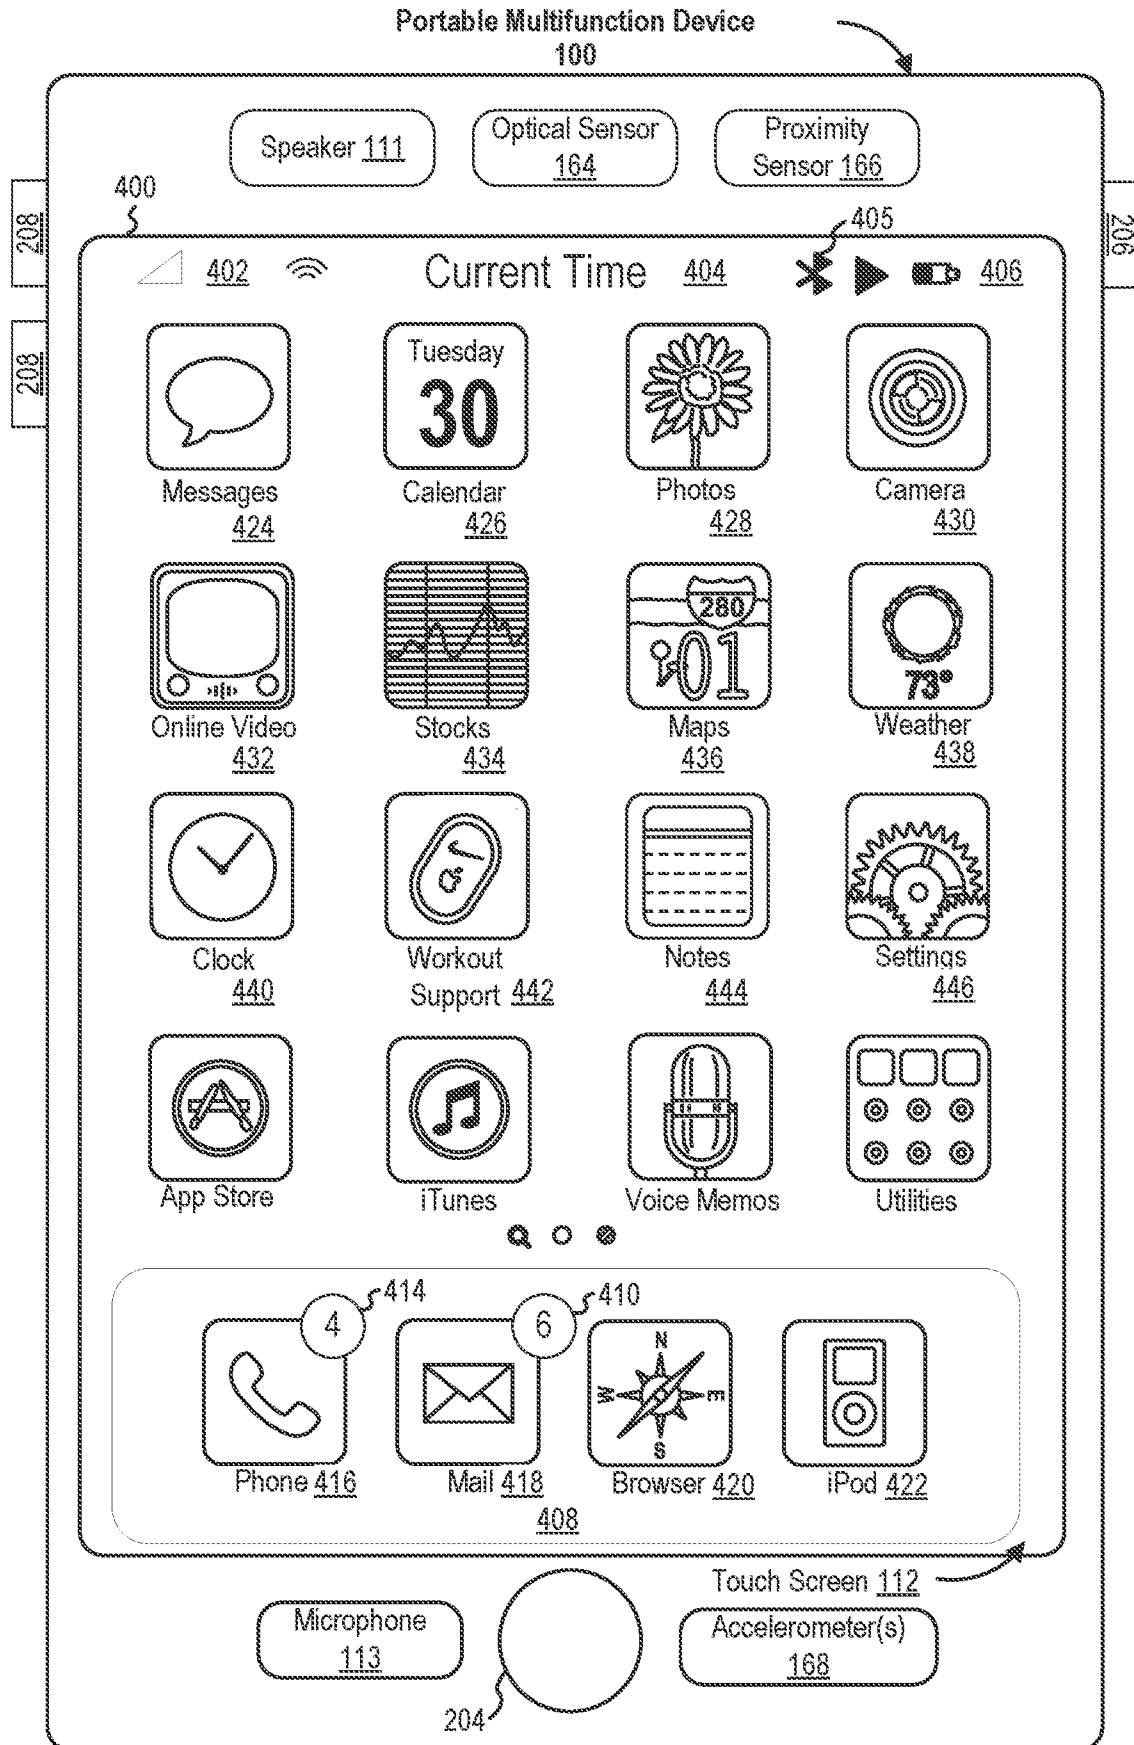 Portable Multifunction Device
100
Speaker 111
Optical Sensor
164
Proximity
Sensor 166
400
208
206
405
402
Current Time
404
406
208
Tuesday
30
Messages
424
Calendar
426
Photos
428
Camera
430
280
01
73°
Online Video
432
Stocks
434
Maps
436
Weather
438
Clock
440
Workout
Support 442
Notes
444
Settings
446
App Store
iTunes
Voice Memos
Utilities
4
414
6
410
N
W
E
S
Phone 416
Mail 418
Browser 420
iPod 422
408
Touch Screen 112
Microphone
113
Accelerometer(s)
168
204